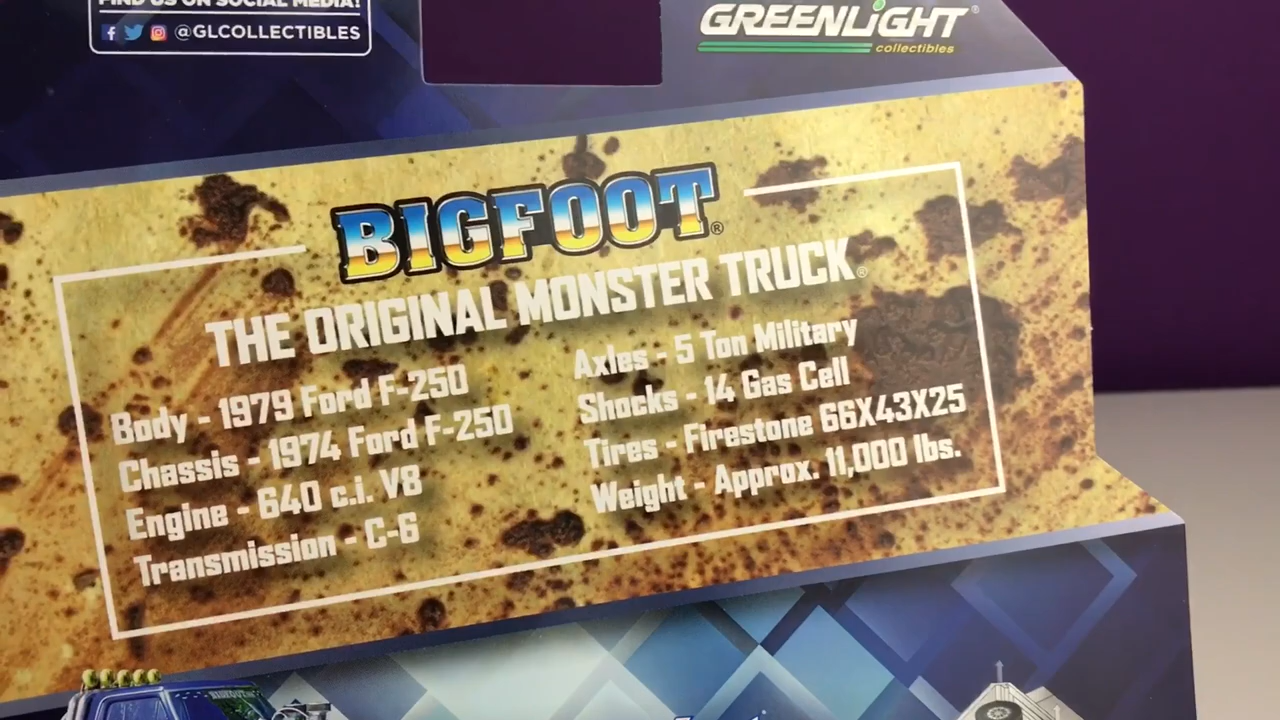 FIND US ON SOCIAL MEDIA!
@GLCOLLECTIBLES
GREENLiGHT®
collectibles
BIGFOOT®
THE ORIGINAL MONSTER TRUCK®
Body - 1979 Ford F-250
Chassis - 1974 Ford F-250
Engine - 640 c.i. V8
Transmission - C-6
Axles - 5 Ton Military
Shocks - 14 Gas Cell
Tires - Firestone 66X43X25
Weight - Approx. 11,000 lbs.
BIGFOOT